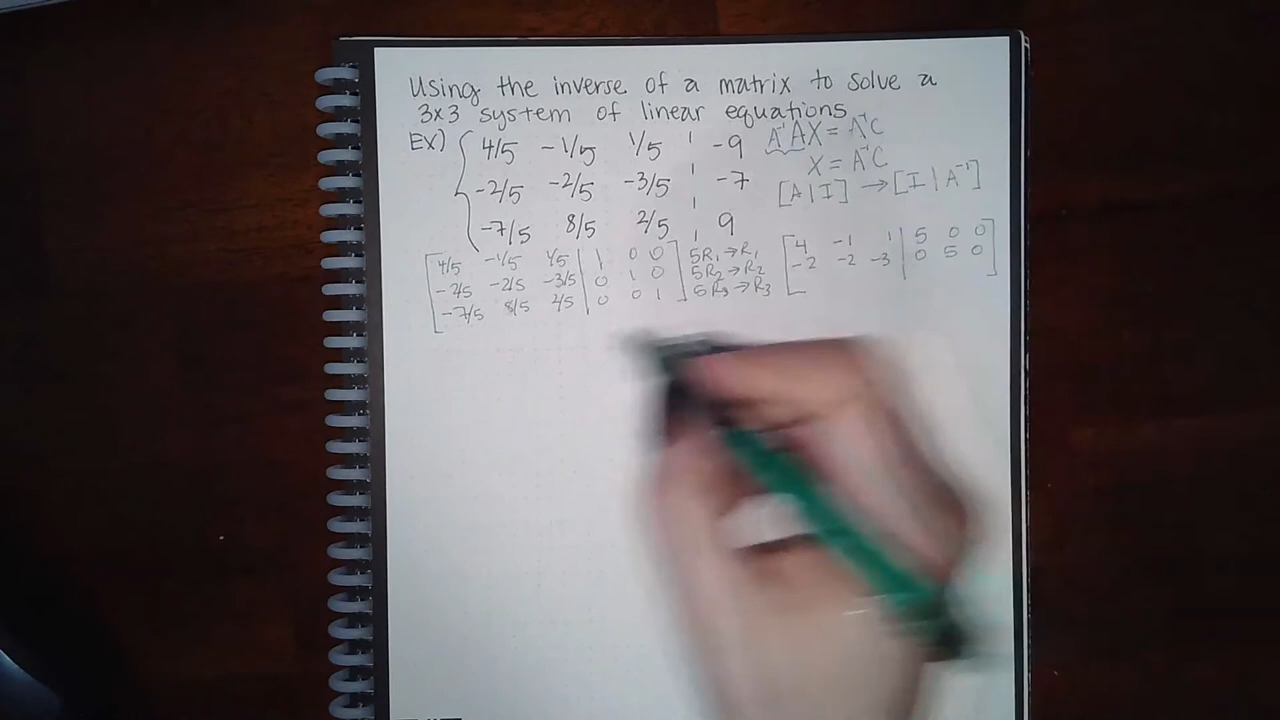 Using the inverse of a matrix to solve a
3x3 system of linear equations
EX) { 4/5 -1/5 1/5 | -9
-2/5 -2/5 -3/5 | -7
-7/5 8/5 2/5 | 9
A⁻¹AX = A⁻¹C
X = A⁻¹C
[A | I] → [I | A⁻¹]
[ 4/5 -1/5 1/5 | 1 0 0 ] 5R₁→R₁
-2/5 -2/5 -3/5 | 0 1 0 5R₂→R₂
-7/5 8/5 2/5 | 0 0 1 5R₃→R₃
[ 4 -1 1 | 5 0 0 ]
-2 -2 -3 | 0 5 0